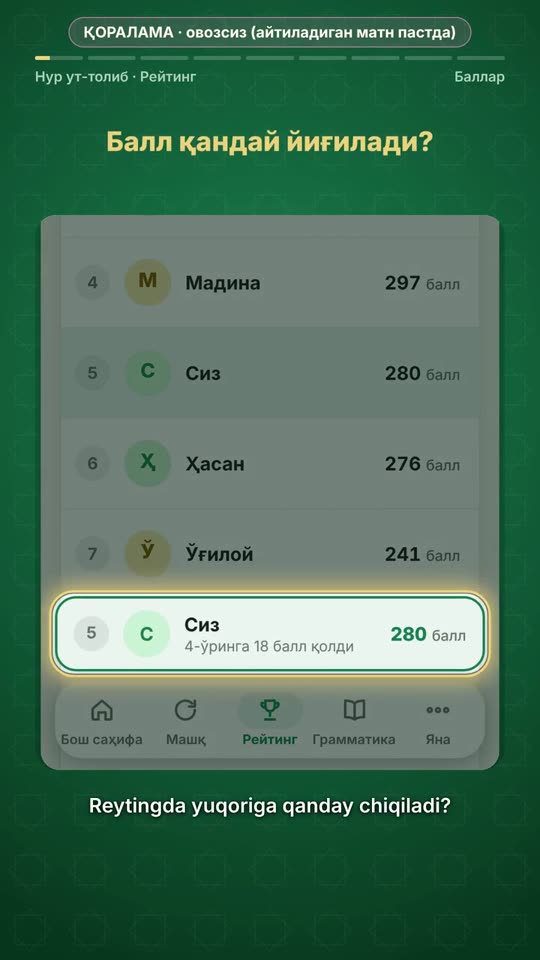 ҚОРАЛАМА · овозсиз (айтиладиган матн пастда)
Нур ут-толиб · Рейтинг
Баллар
Балл қандай йиғилади?
4 М Мадина 297 балл
5 С Сиз 280 балл
6 Ҳ Ҳасан 276 балл
7 Ў Ўғилой 241 балл
5 С Сиз 280 балл
4-ўринга 18 балл қолди
Бош саҳифа Машқ Рейтинг Грамматика Яна
Reytingda yuqoriga qanday chiqiladi?